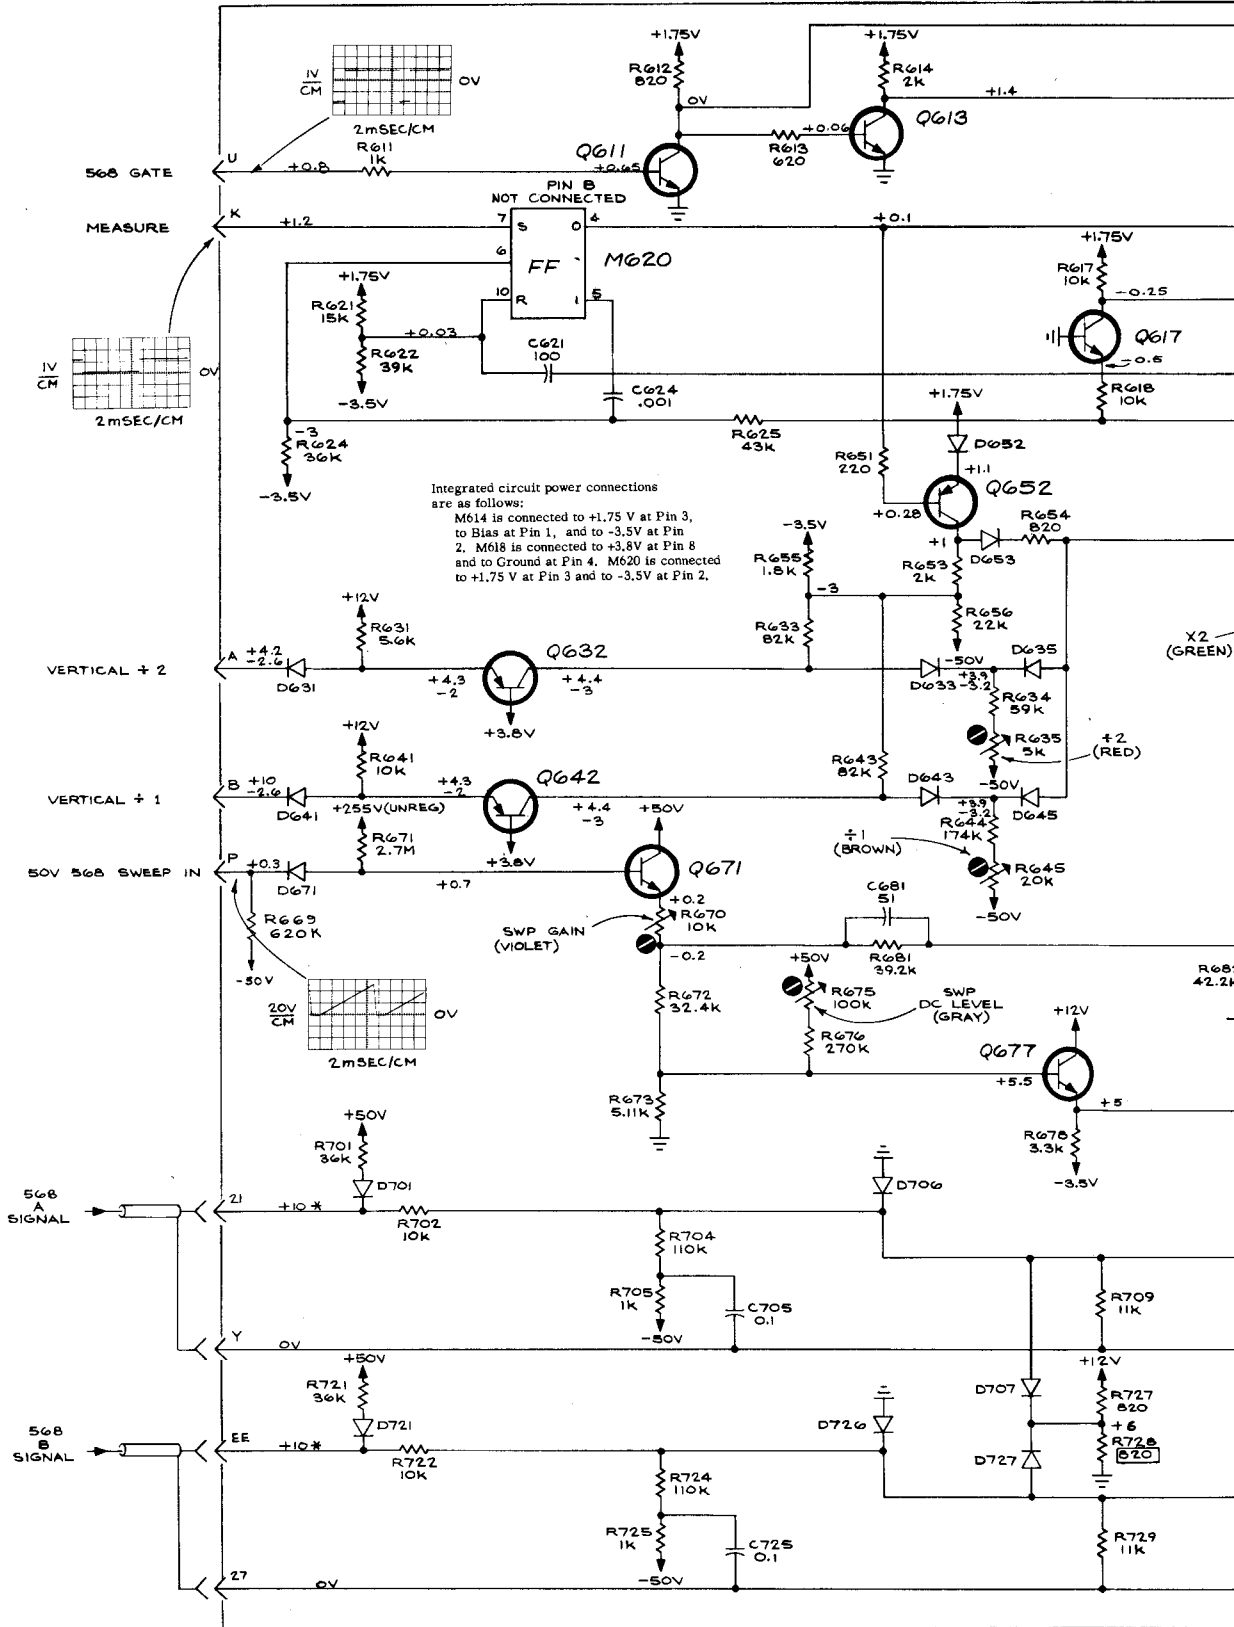 +1.75V
+1.75V
1V
CM
0V
2mSEC/CM
R612
820
0V
R614
2K
+1.4
Q613
R613
620
+0.06
568 GATE
U
+0.8
R611
1K
Q611
+0.65
PIN 8
NOT CONNECTED
MEASURE
K
+1.2
7
S
0
4
+0.1
6
FF
M620
10
R
1
5
+1.75V
R621
15K
+0.03
R622
39K
-3.5V
C621
100
C624
.001
+1.75V
R617
10K
-0.25
Q617
-0.5
R618
10K
1V
CM
0V
2mSEC/CM
-3
R624
36K
-3.5V
R625
43K
+1.75V
D652
R651
220
+1.1
Q652
+0.28
R654
820
+1
D653
Integrated circuit power connections
are as follows:
M614 is connected to +1.75 V at Pin 3,
to Bias at Pin 1, and to -3.5V at Pin
2. M618 is connected to +3.8V at Pin 8
and to Ground at Pin 4. M620 is connected
to +1.75 V at Pin 3 and to -3.5V at Pin 2.
-3.5V
R655
1.8K
R653
2K
-3
R656
22K
-50V
R633
82K
X2
(GREEN)
VERTICAL ÷ 2
A
+4.2
-2.6
D631
+12V
R631
5.6K
+4.3
-2
Q632
+4.4
-3
+3.8V
D633
+3.9
-3.2
D635
R634
59K
R635
5K
÷2
(RED)
-50V
VERTICAL ÷ 1
B
+10
-2.6
D641
+12V
R641
10K
+4.3
-2
Q642
+4.4
-3
+3.8V
R643
82K
D643
+3.9
-3.2
D645
R644
174K
÷1
(BROWN)
R645
20K
-50V
50V 568 SWEEP IN
P
+0.3
D671
+255V(UNREG)
R671
2.7M
+0.7
+50V
Q671
+0.2
R670
10K
SWP GAIN
(VIOLET)
-0.2
R669
620K
-50V
20V
CM
0V
2mSEC/CM
C681
51
R681
39.2K
R682
42.2K
R672
32.4K
+50V
R675
100K
SWP
DC LEVEL
(GRAY)
R676
270K
+12V
Q677
+5.5
+5
R673
5.11K
R678
3.3K
-3.5V
568
A
SIGNAL
21
+10*
+50V
R701
36K
D701
R702
10K
D706
R704
110K
R705
1K
C705
0.1
-50V
R709
11K
Y
0V
568
B
SIGNAL
EE
+10*
+50V
R721
36K
D721
R722
10K
D726
D707
+12V
R727
820
+6
R728
820
D727
R724
110K
R725
1K
C725
0.1
-50V
R729
11K
27
0V